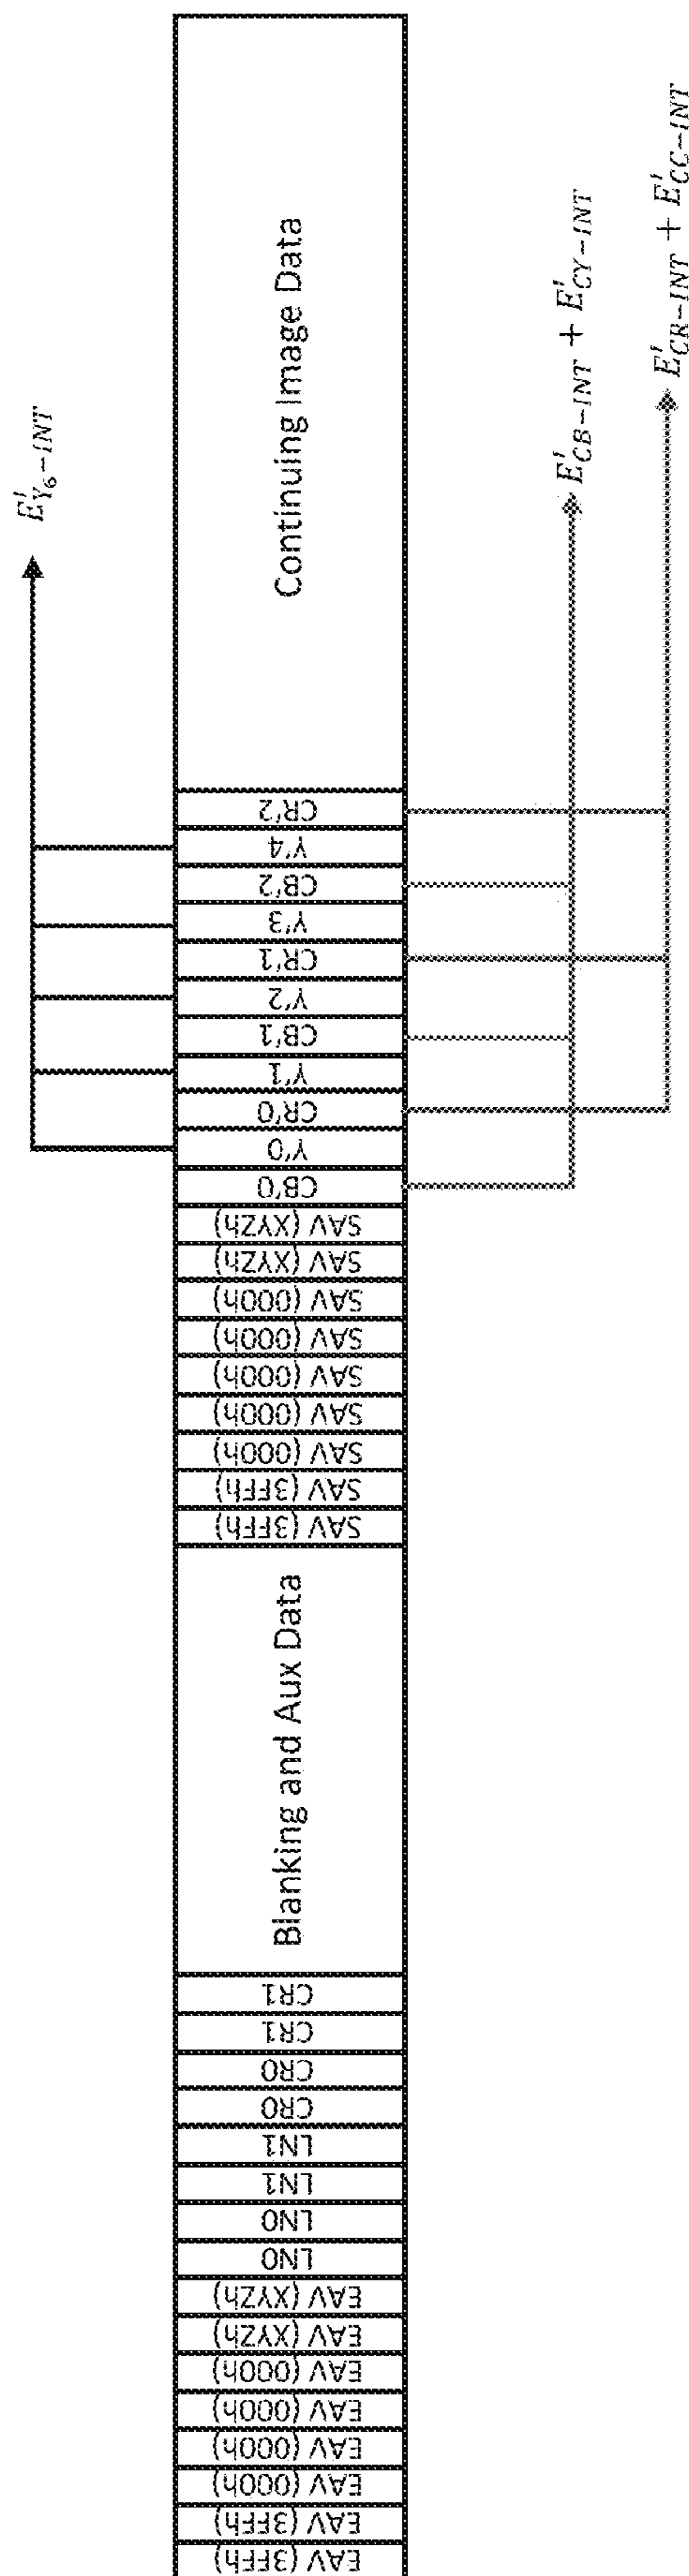 E'Y₆−INT
EAV (3FFh)
EAV (3FFh)
EAV (000h)
EAV (000h)
EAV (000h)
EAV (000h)
EAV (XYZh)
EAV (XYZh)
LN0
LN0
LN1
LN1
CR0
CR0
CR1
CR1
Blanking and Aux Data
SAV (3FFh)
SAV (3FFh)
SAV (000h)
SAV (000h)
SAV (000h)
SAV (000h)
SAV (000h)
SAV (XYZh)
SAV (XYZh)
CB'0
Y'0
CR'0
Y'1
CB'1
Y'2
CR'1
Y'3
CB'2
Y'4
CR'2
Continuing Image Data
E'CB−INT + E'CY−INT
E'CR−INT + E'CC−INT